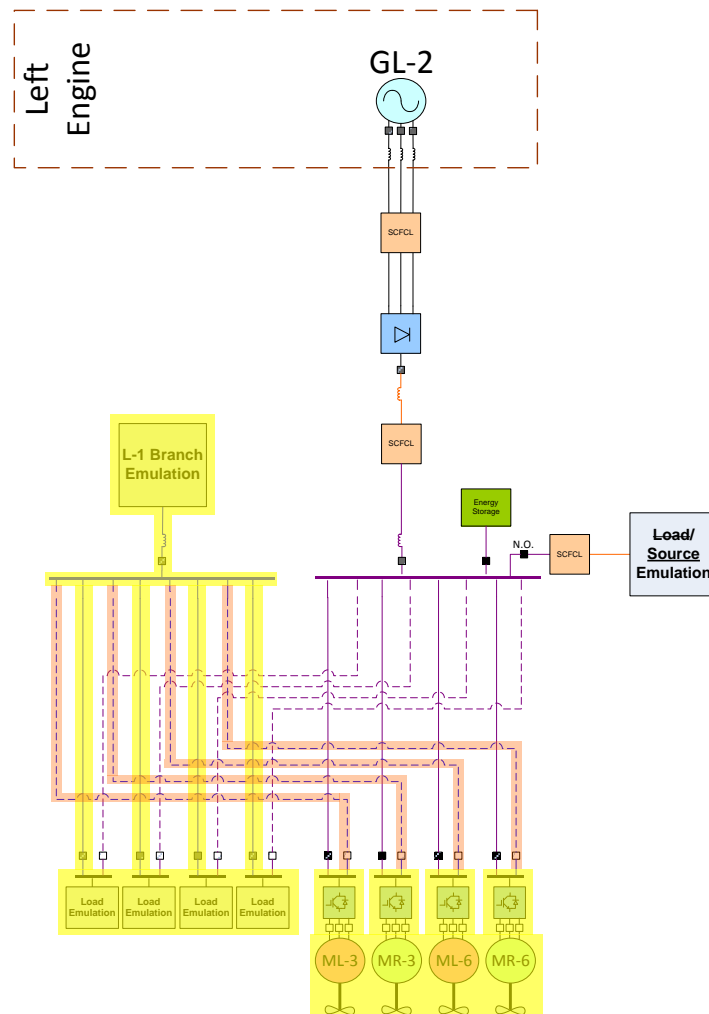 Left
Engine
GL-2
SCFCL
SCFCL
L-1 Branch
Emulation
Energy
Storage
N.O.
SCFCL
Load/
Source
Emulation
Load
Emulation
Load
Emulation
Load
Emulation
Load
Emulation
ML-3
MR-3
ML-6
MR-6